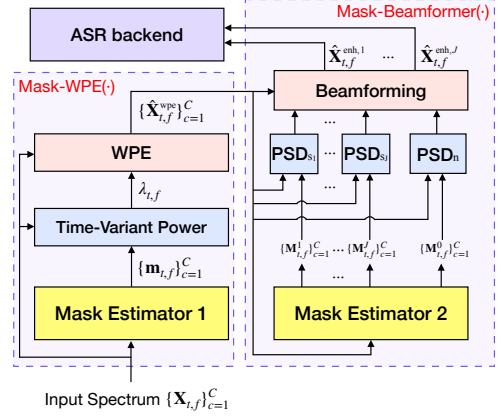 Mask-Beamformer(·)
ASR backend
X̂^{enh,1}_{t,f} ... X̂^{enh,J}_{t,f}
Mask-WPE(·)
{X̂^{wpe}_{t,f}}^C_{c=1}
Beamforming
...
WPE
PSD_{S_1} ... PSD_{S_J} PSD_n
λ_{t,f}
...
Time-Variant Power
{M^1_{t,f}}^C_{c=1} ... {M^J_{t,f}}^C_{c=1} {M^0_{t,f}}^C_{c=1}
{m_{t,f}}^C_{c=1}
...
Mask Estimator 1
Mask Estimator 2
Input Spectrum {X_{t,f}}^C_{c=1}